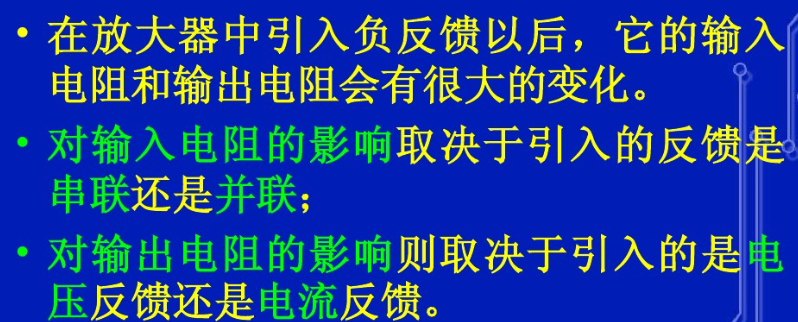 • 在放大器中引入负反馈以后，它的输入
电阻和输出电阻会有很大的变化。
• 对输入电阻的影响取决于引入的反馈是
串联还是并联；
• 对输出电阻的影响则取决于引入的是电
压反馈还是电流反馈。